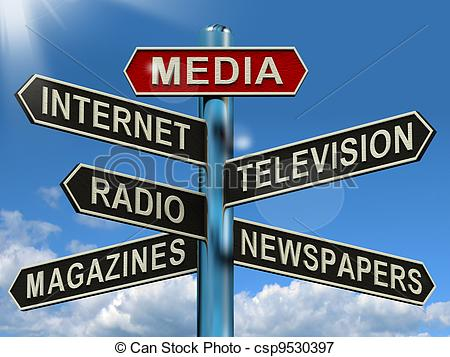 MEDIA
INTERNET
TELEVISION
RADIO
NEWSPAPERS
MAGAZINES
© Can Stock Photo - csp9530397